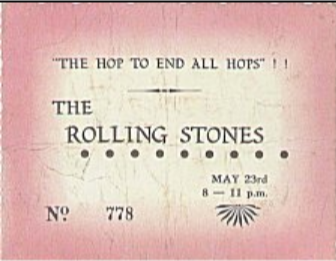 "THE HOP TO END ALL HOPS" ! !
THE
ROLLING STONES
MAY 23rd
8 — 11 p.m.
Nº 778